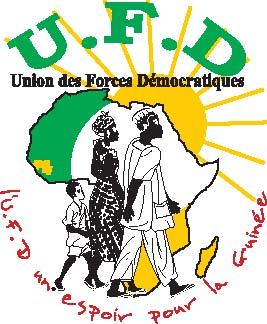 U.F.D
Union des Forces Démocratiques
l'U.F.D un espoir pour la Guinée